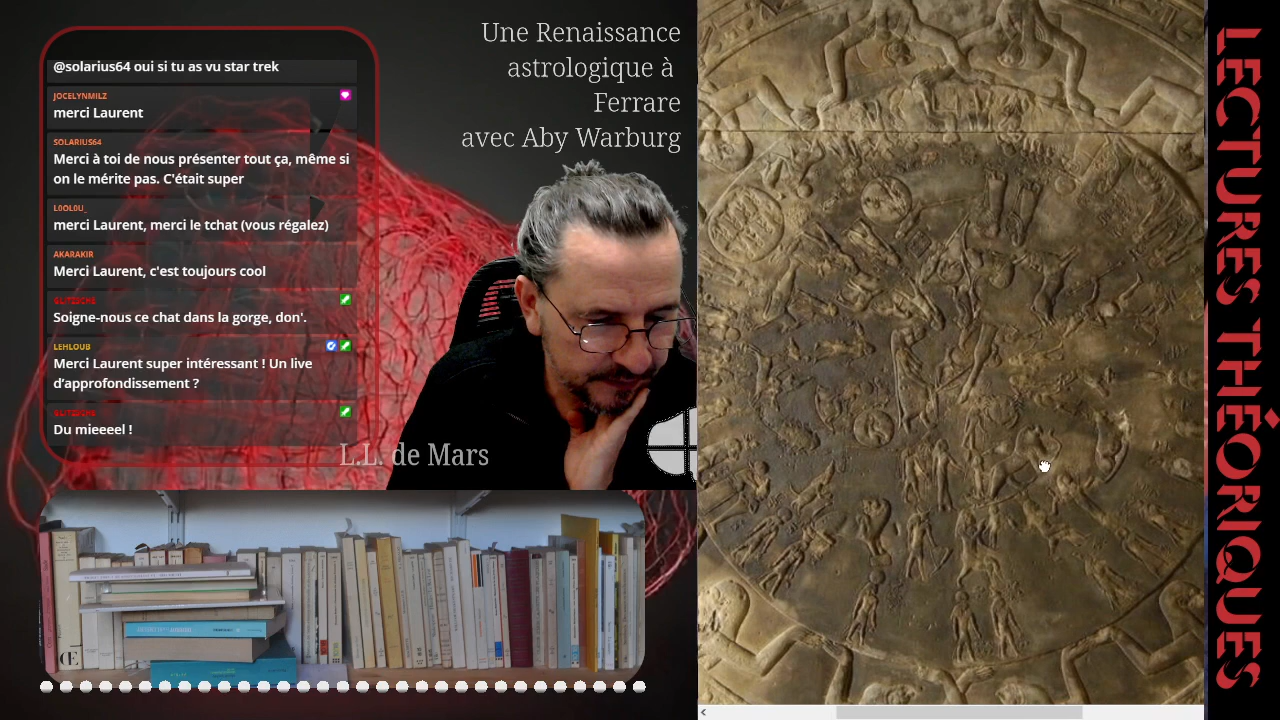 @solarius64 oui si tu as vu star trek
JOCELYNMILZ
merci Laurent
SOLARIUS64
Merci à toi de nous présenter tout ça, même si
on le mérite pas. C'était super
L0OL0U_
merci Laurent, merci le tchat (vous régalez)
AKARAKIR
Merci Laurent, c'est toujours cool
GLITZSCHE
Soigne-nous ce chat dans la gorge, don'.
LEHLOUB
Merci Laurent super intéressant ! Un live
d'approfondissement ?
GLITZSCHE
Du mieeeel !
Une Renaissance
astrologique à
Ferrare
avec Aby Warburg
L.L. de Mars
Œ
LECTURES THÉORIQUES